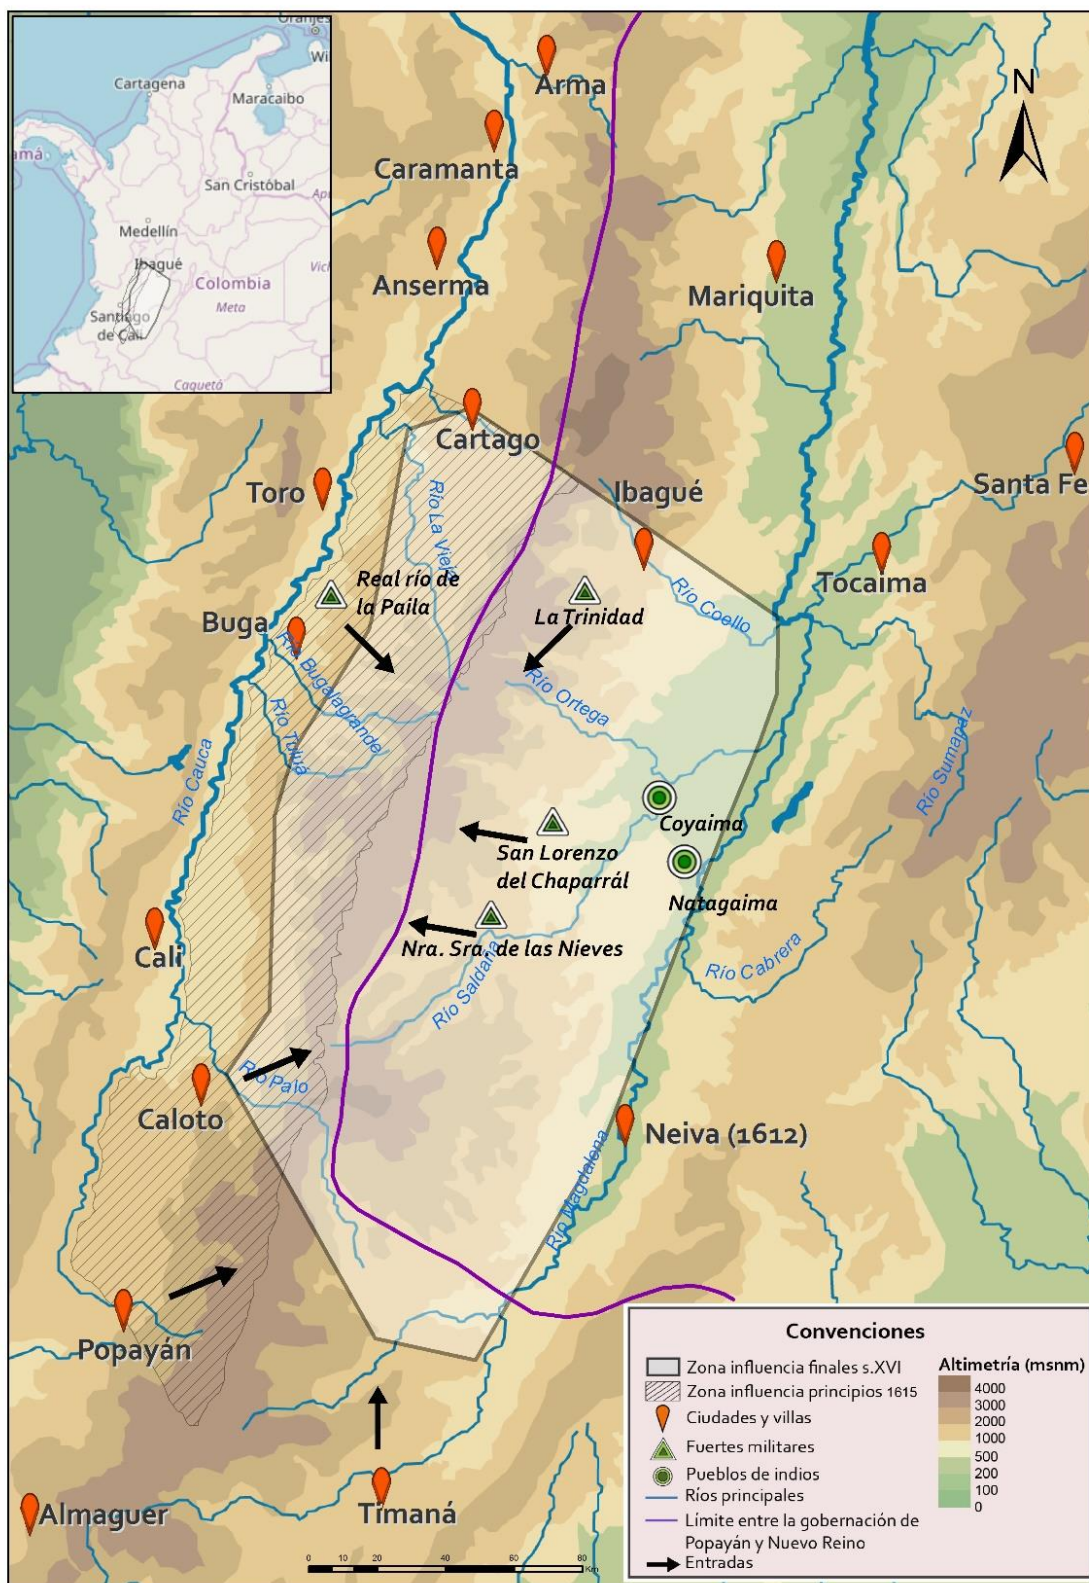 Oranjes
Wi
Cartagena
Maracaibo
amá
San Cristóbal
Medellín
Ibagué
Colombia
Vic
Meta
Santiago
de Cali
Caquetá
N
Arma
Caramanta
Anserma
Mariquita
Cartago
Santa Fe
Toro
Ibagué
Río La Vieja
Tocaima
Real río de
la Paila
La Trinidad
Río Coello
Buga
Río Bugalagrande
Río Tuluá
Río Ortega
Río Cauca
Río Sumapaz
Coyaima
San Lorenzo
del Chaparrál
Natagaima
Cali
Nra. Sra. de las Nieves
Río Saldaña
Río Cabrera
Río Palo
Caloto
Neiva (1612)
Río Magdalena
Popayán
Almaguer
Timaná
0 10 20 40 60 80
Km
Convenciones
Zona influencia finales s.XVI
Zona influencia principios 1615
Ciudades y villas
Fuertes militares
Pueblos de indios
Ríos principales
Límite entre la gobernación de
Popayán y Nuevo Reino
Entradas
Altimetría (msnm)
4000
3000
2000
1000
500
200
100
0